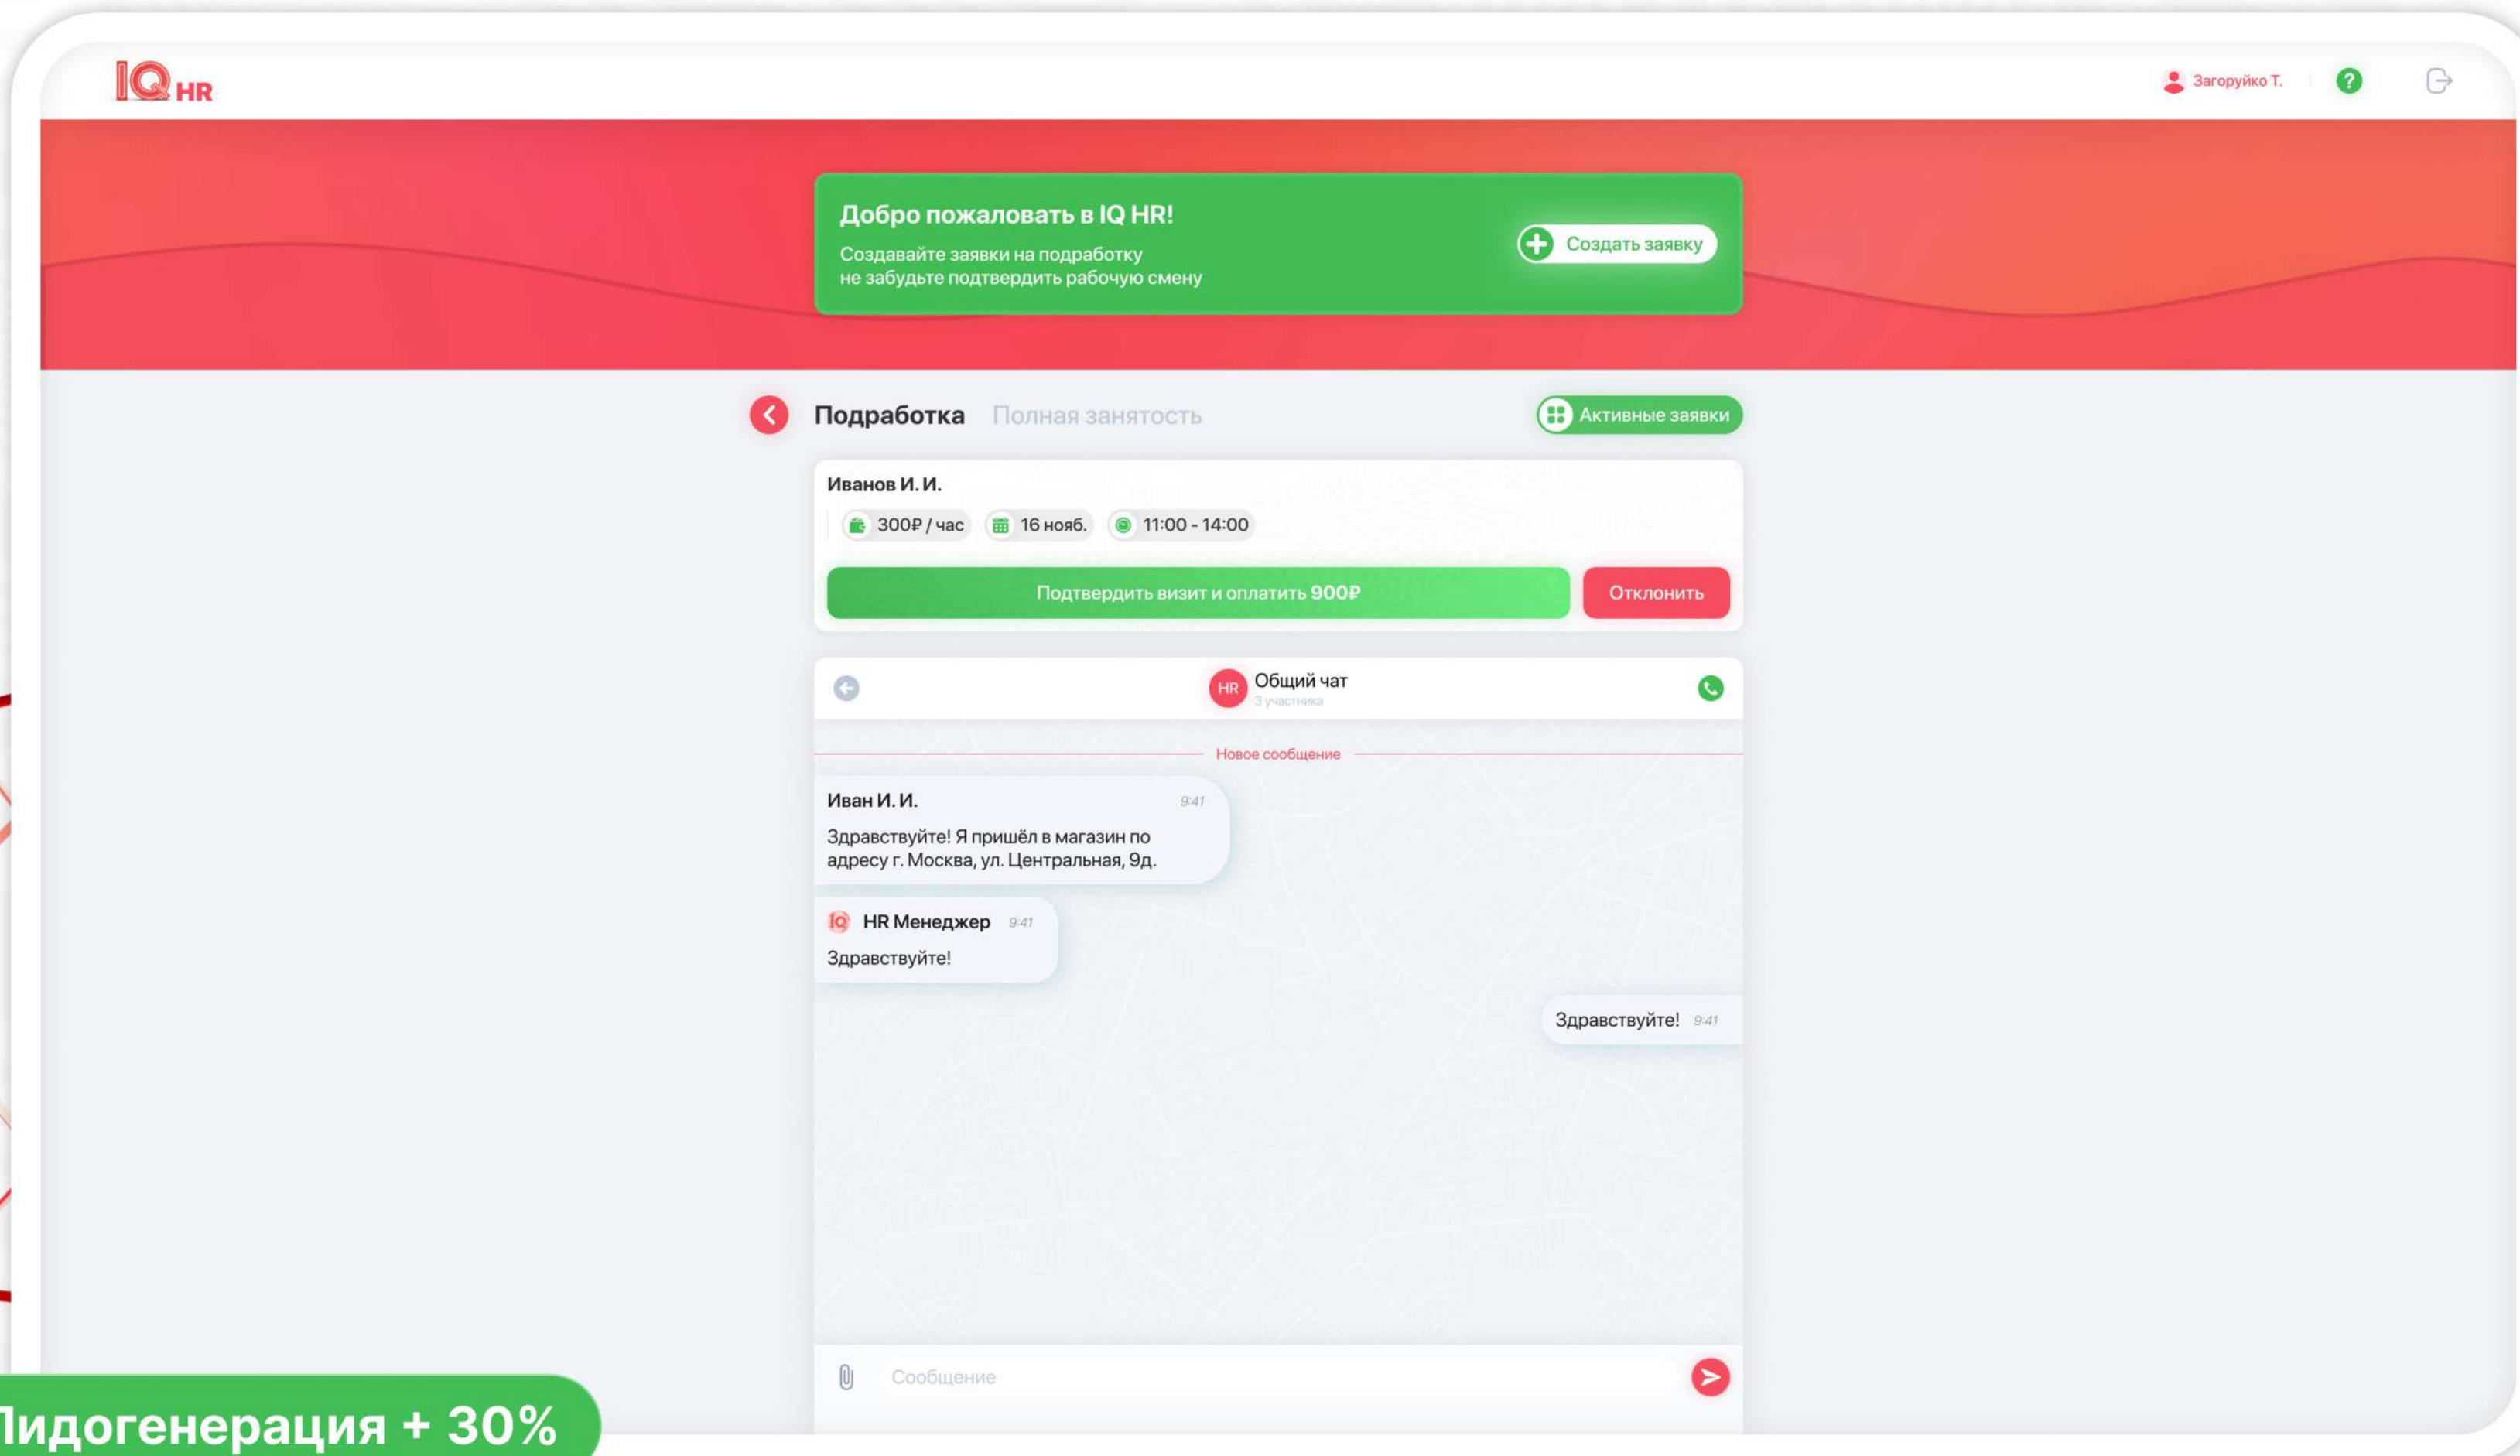 IQ HR
Загоруйко Т.
?
Добро пожаловать в IQ HR!
Создавайте заявки на подработку
не забудьте подтвердить рабочую смену
Создать заявку
Подработка
Полная занятость
Активные заявки
Иванов И. И.
300₽ / час
16 нояб.
11:00 - 14:00
Подтвердить визит и оплатить 900₽
Отклонить
HR
Общий чат
3 участника
Новое сообщение
Иван И. И.
9:41
Здравствуйте! Я пришёл в магазин по
адресу г. Москва, ул. Центральная, 9д.
IQ
HR Менеджер
9:41
Здравствуйте!
Здравствуйте!
9:41
Сообщение
Лидогенерация + 30%